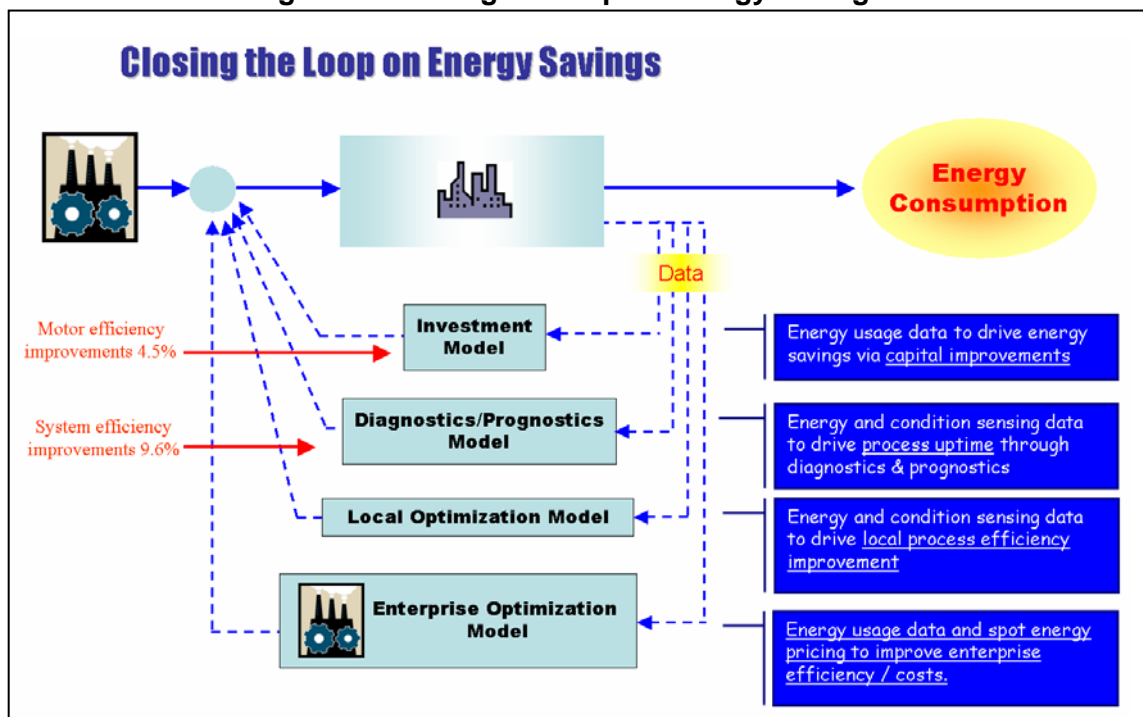 Closing the Loop on Energy Savings
Energy
Consumption
Data
Motor efficiency
improvements 4.5%
Investment
Model
Energy usage data to drive energy
savings via capital improvements
System efficiency
improvements 9.6%
Diagnostics/Prognostics
Model
Energy and condition sensing data
to drive process uptime through
diagnostics & prognostics
Local Optimization Model
Energy and condition sensing data
to drive local process efficiency
improvement
Enterprise Optimization
Model
Energy usage data and spot energy
pricing to improve enterprise
efficiency / costs.